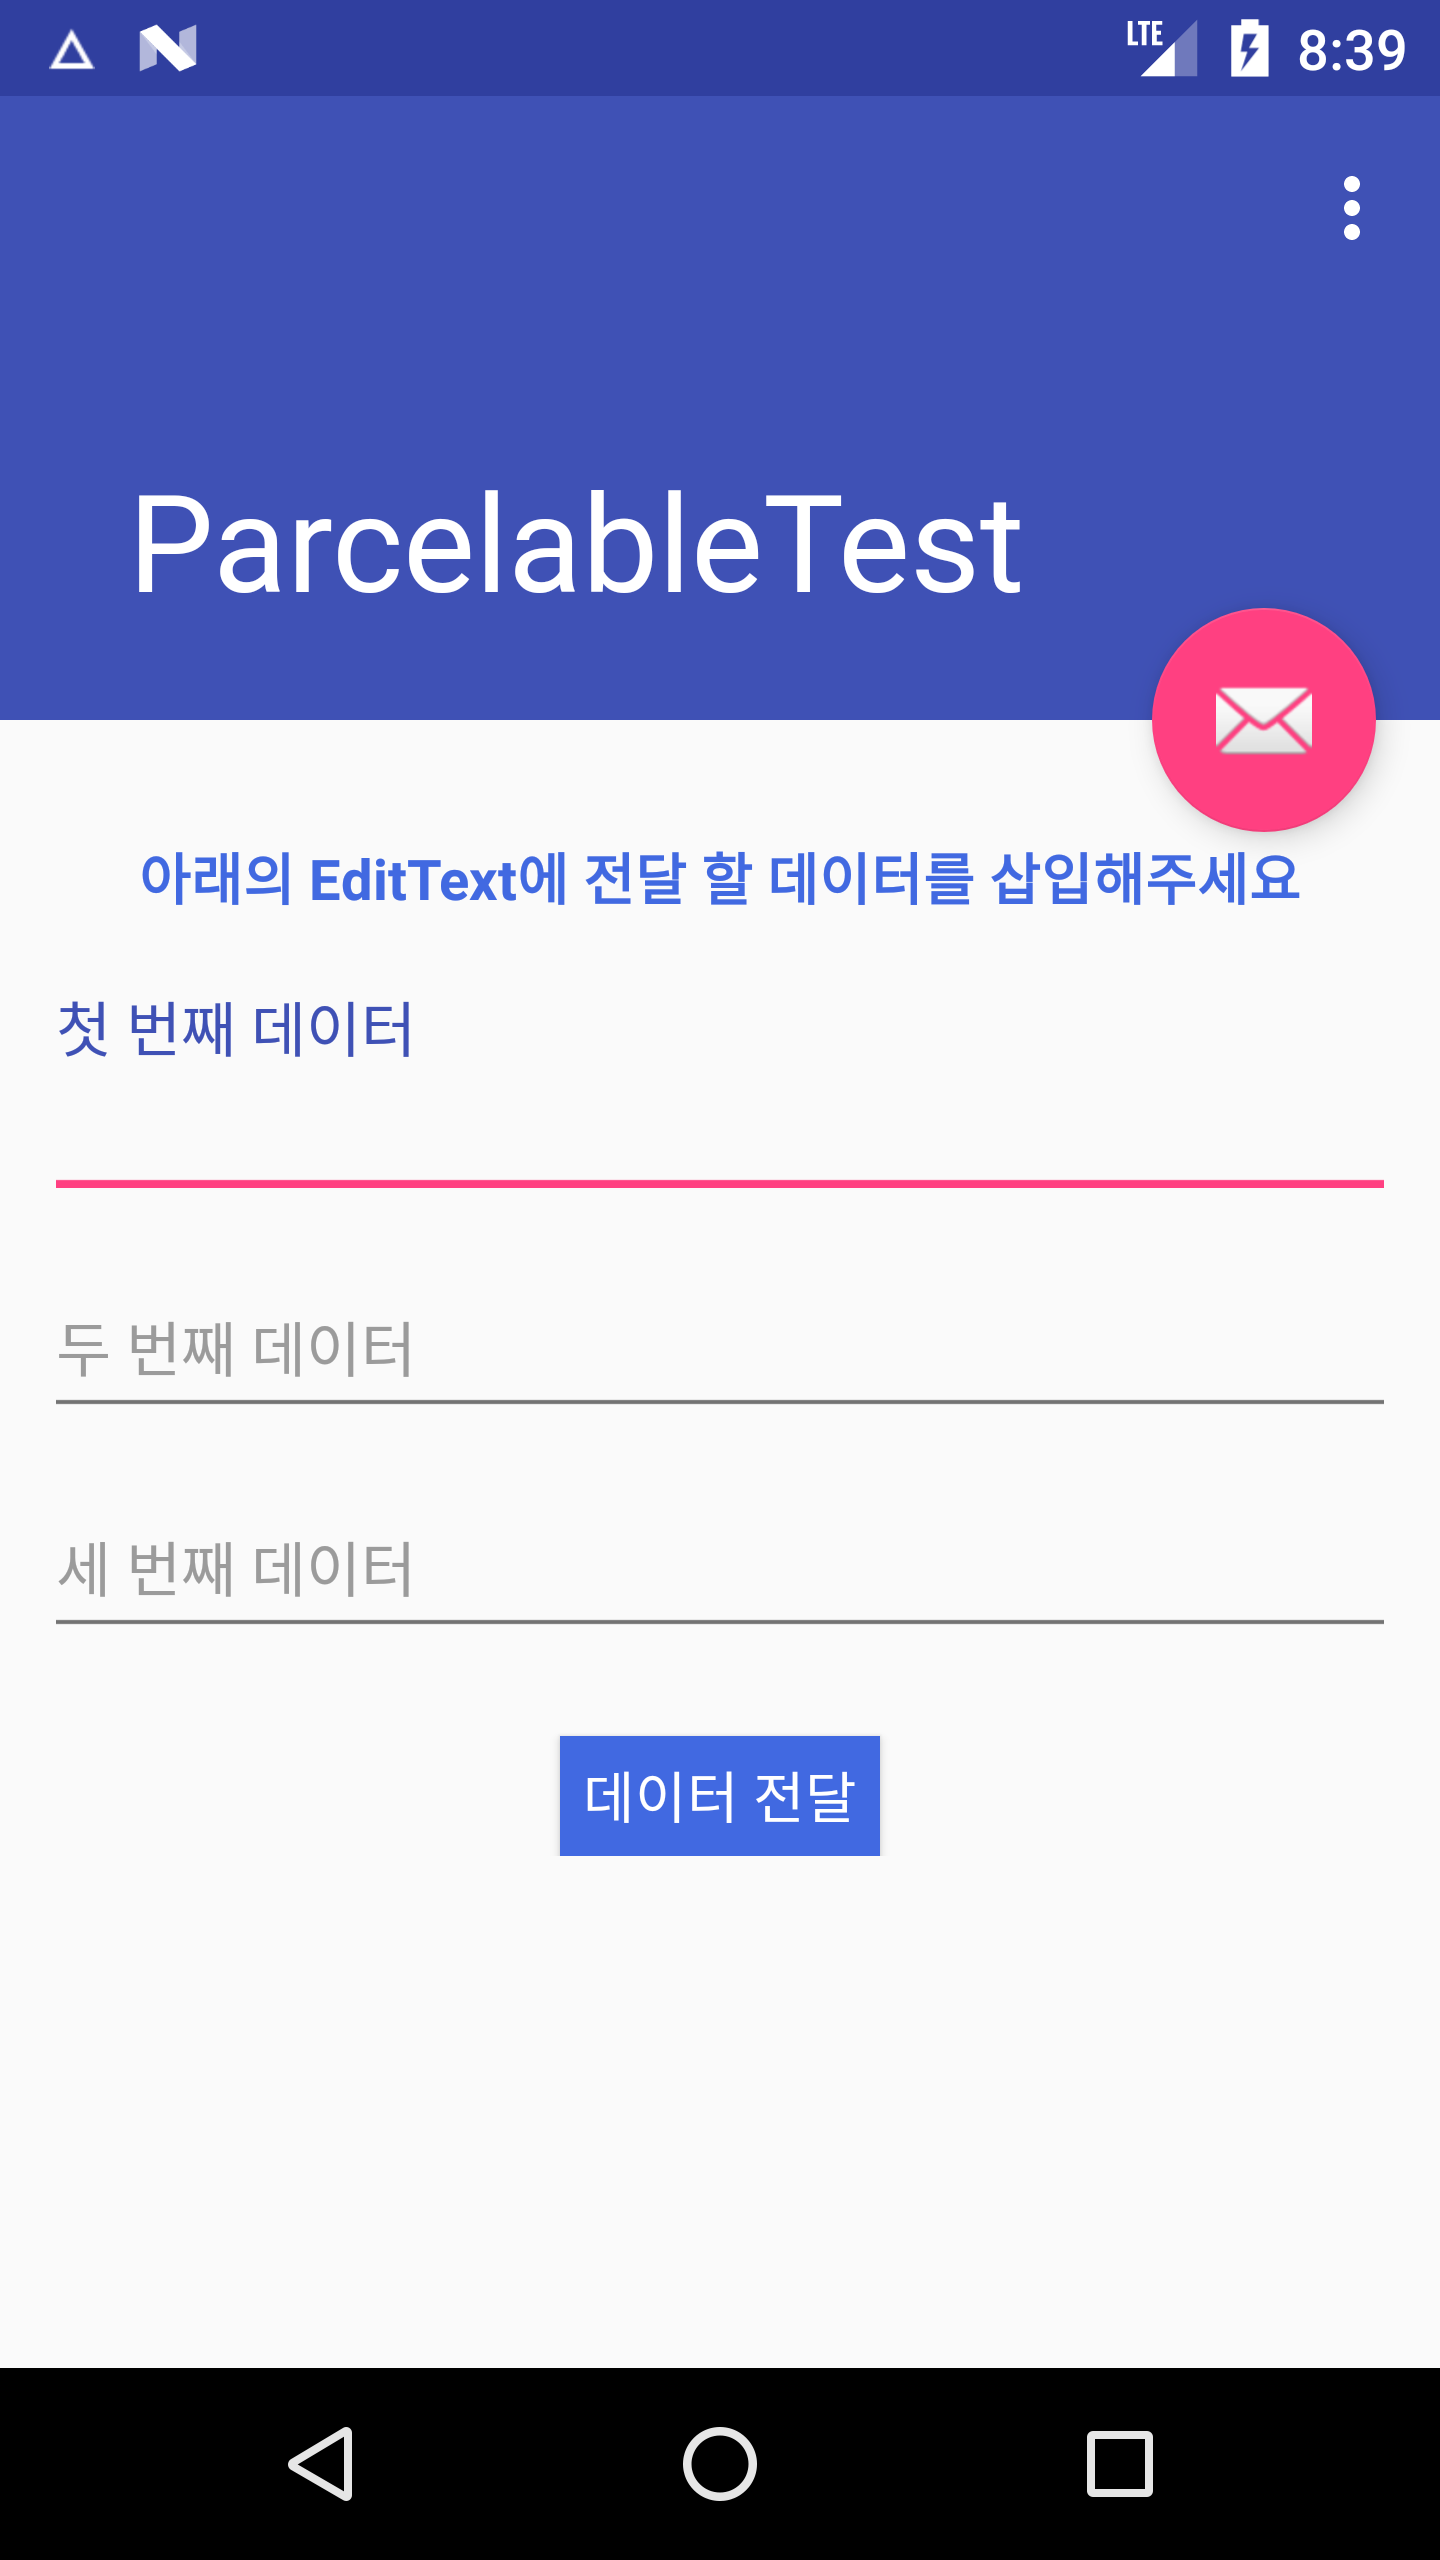 LTE 8:39
ParcelableTest
아래의 EditText에 전달 할 데이터를 삽입해주세요
첫 번째 데이터
두 번째 데이터
세 번째 데이터
데이터 전달